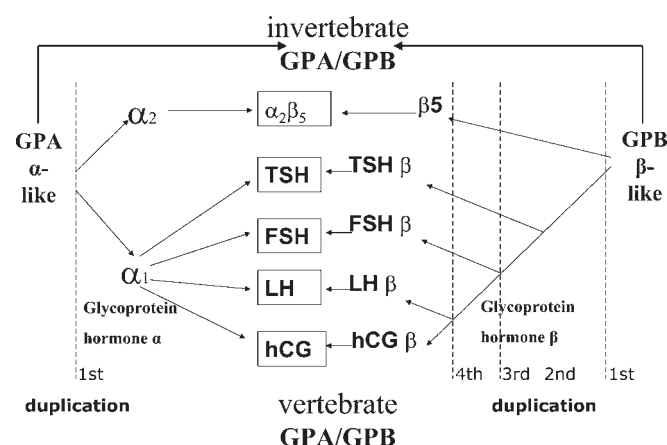 invertebrate
GPA/GPB
α2
α2β5
β5
GPA
α-
like
GPB
β-
like
TSH
TSH β
FSH
FSH β
α1
LH
LH β
Glycoprotein
hormone α
Glycoprotein
hormone β
hCG
hCG β
1st
4th
3rd
2nd
1st
duplication
vertebrate
duplication
GPA/GPB